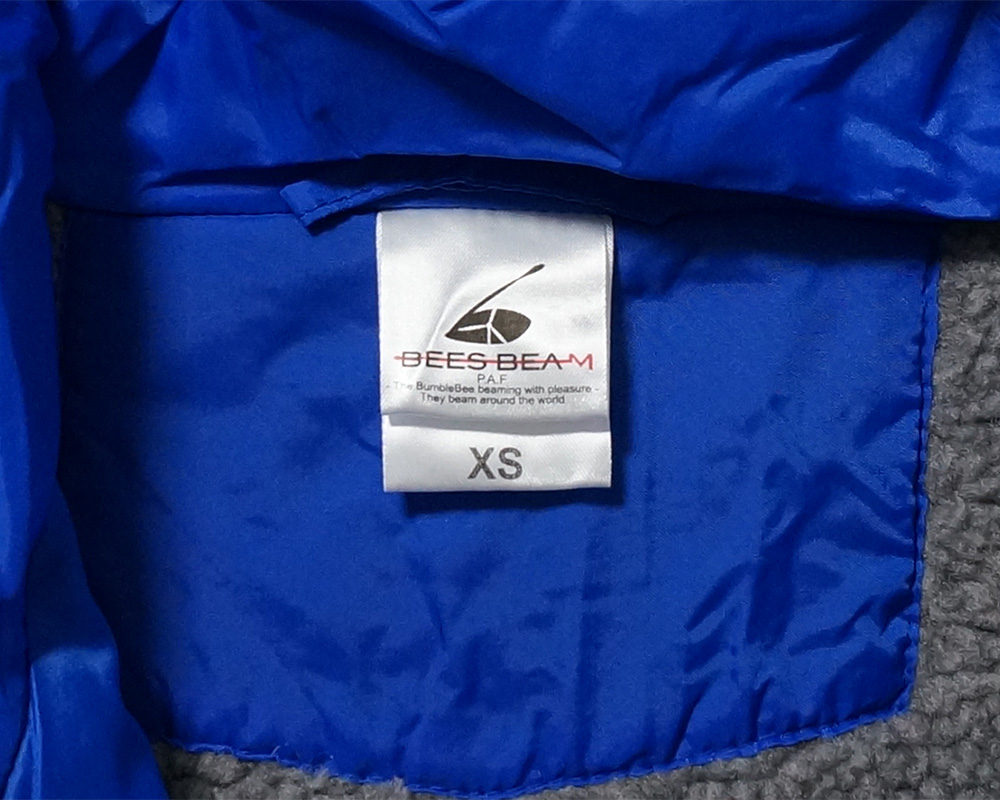 BEES BEAM
P.A.F
- The BumbleBee beaming with pleasure -
They beam around the world
XS